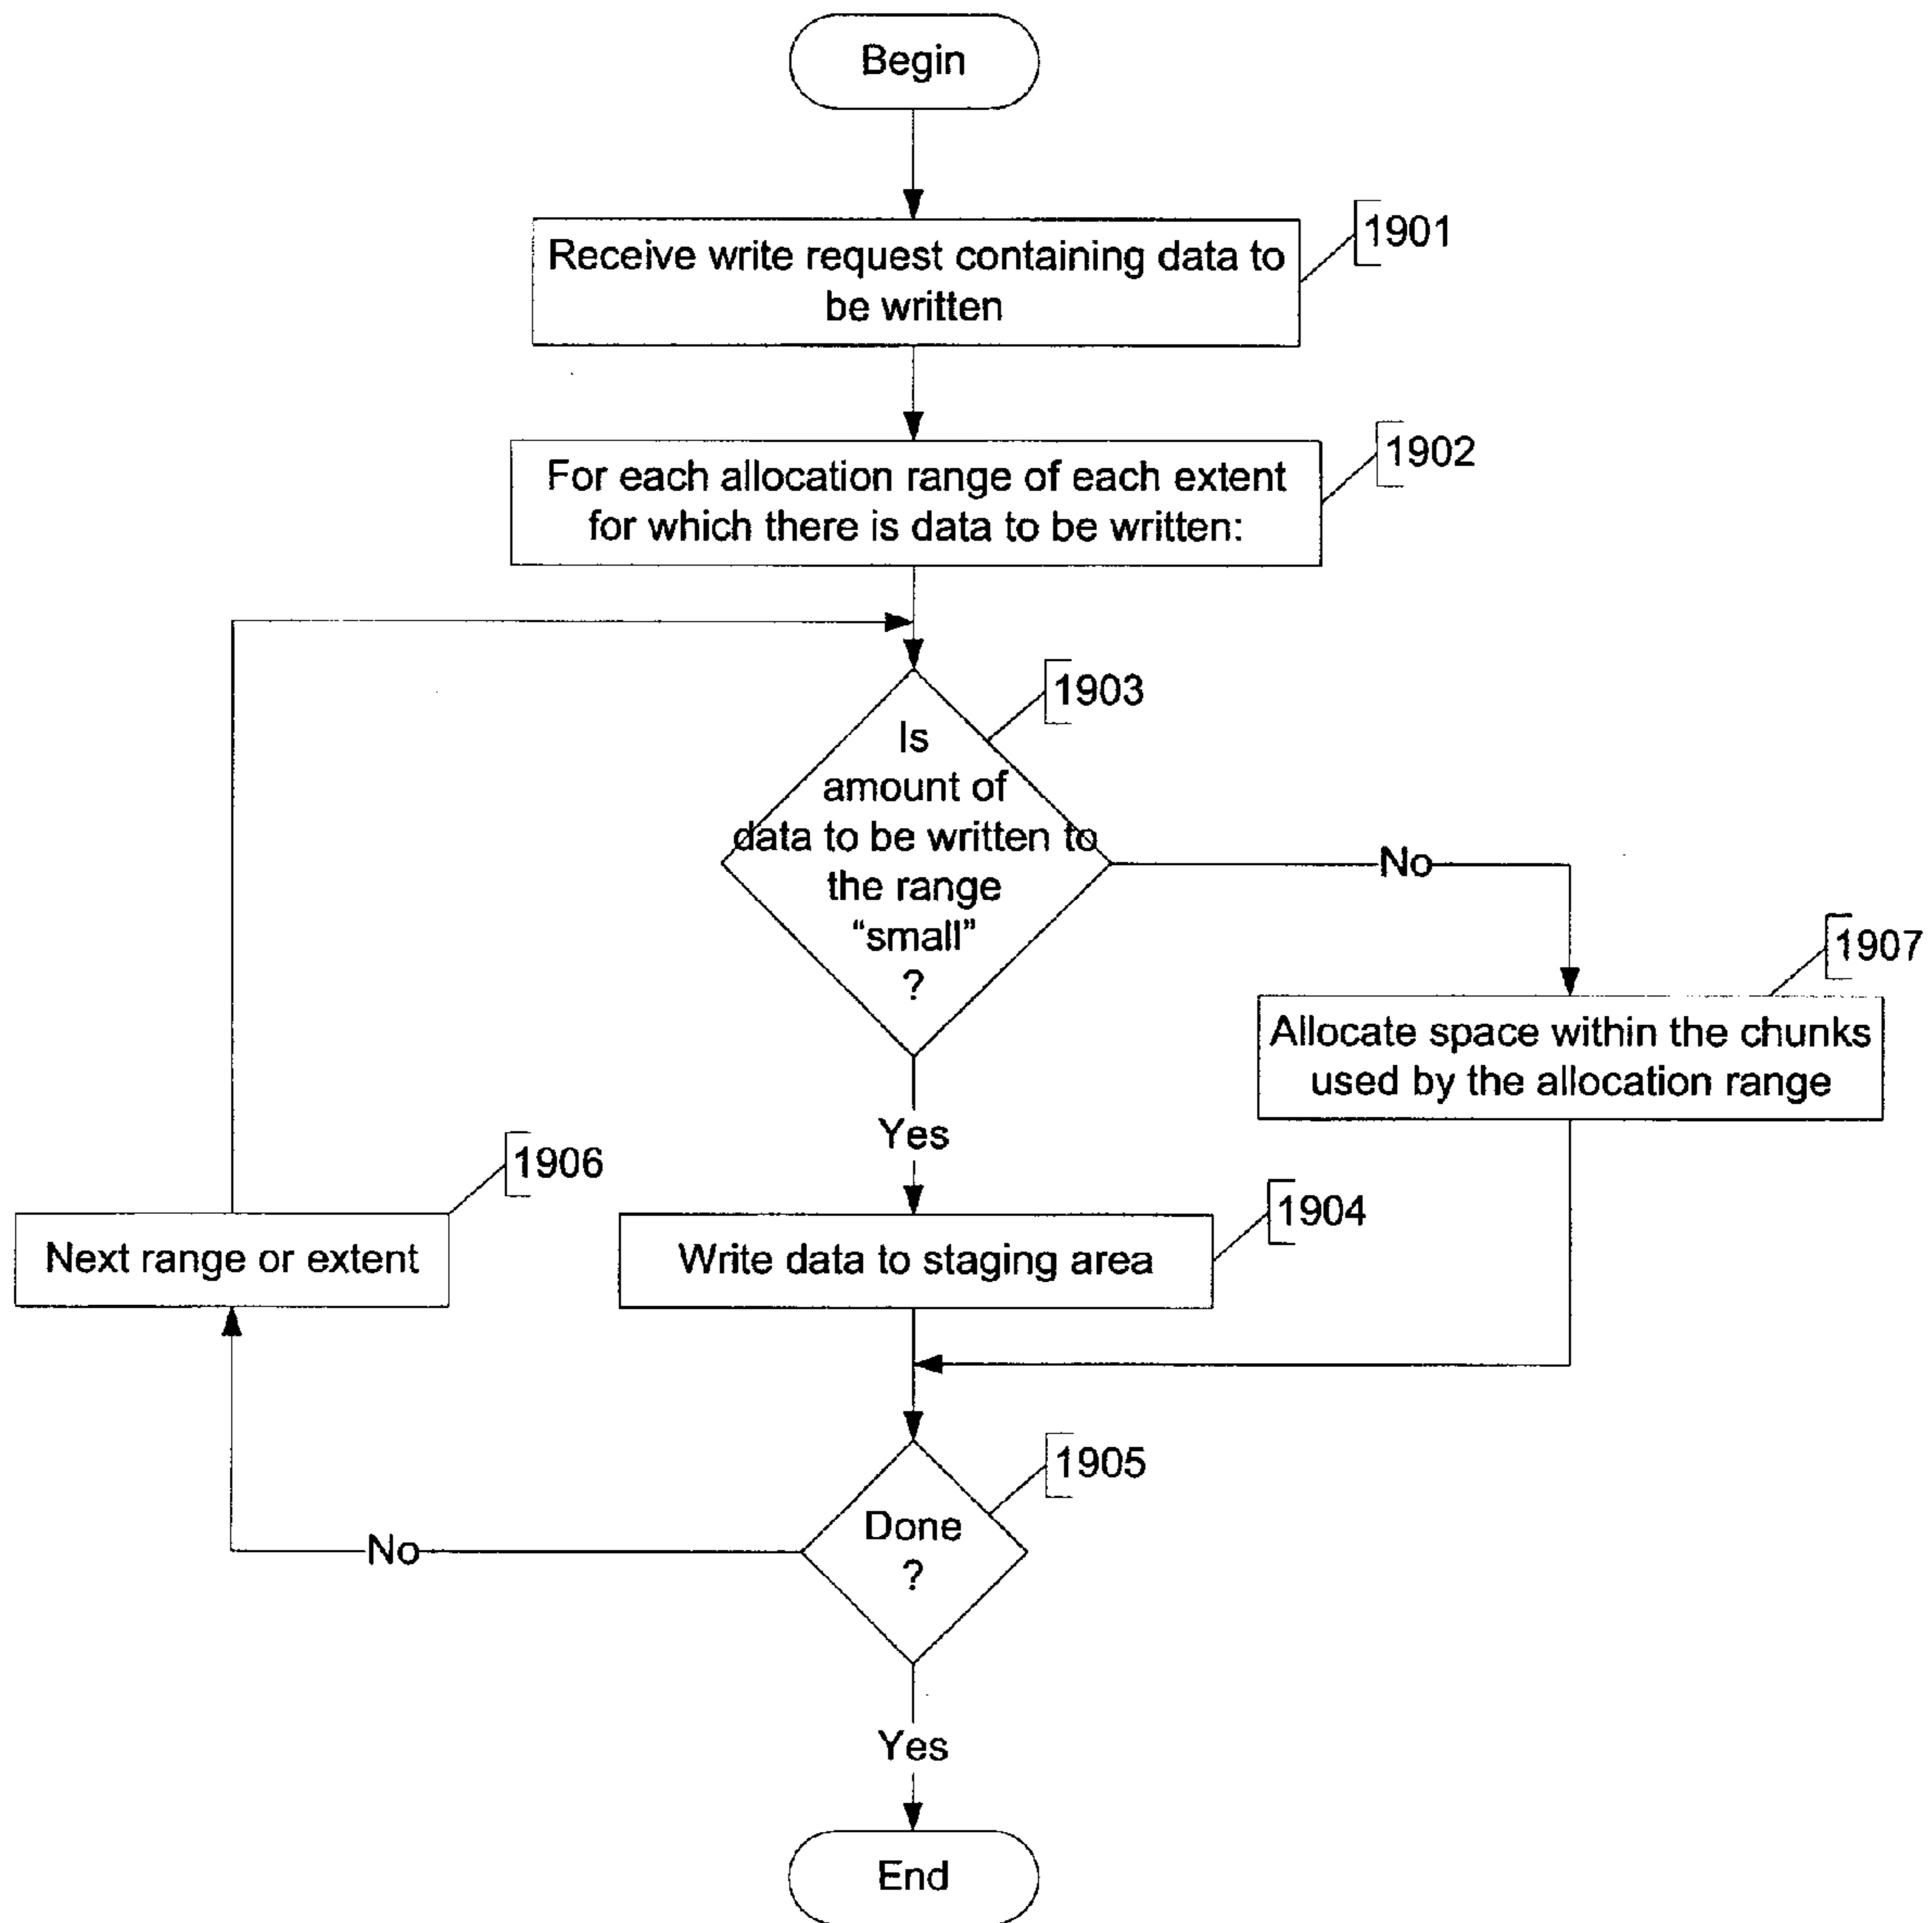 Begin
1901
Receive write request containing data to
be written
1902
For each allocation range of each extent
for which there is data to be written:
1903
Is
amount of
data to be written to
the range
“small”
?
No
1907
Allocate space within the chunks
used by the allocation range
Yes
1906
Next range or extent
1904
Write data to staging area
1905
Done
?
No
Yes
End